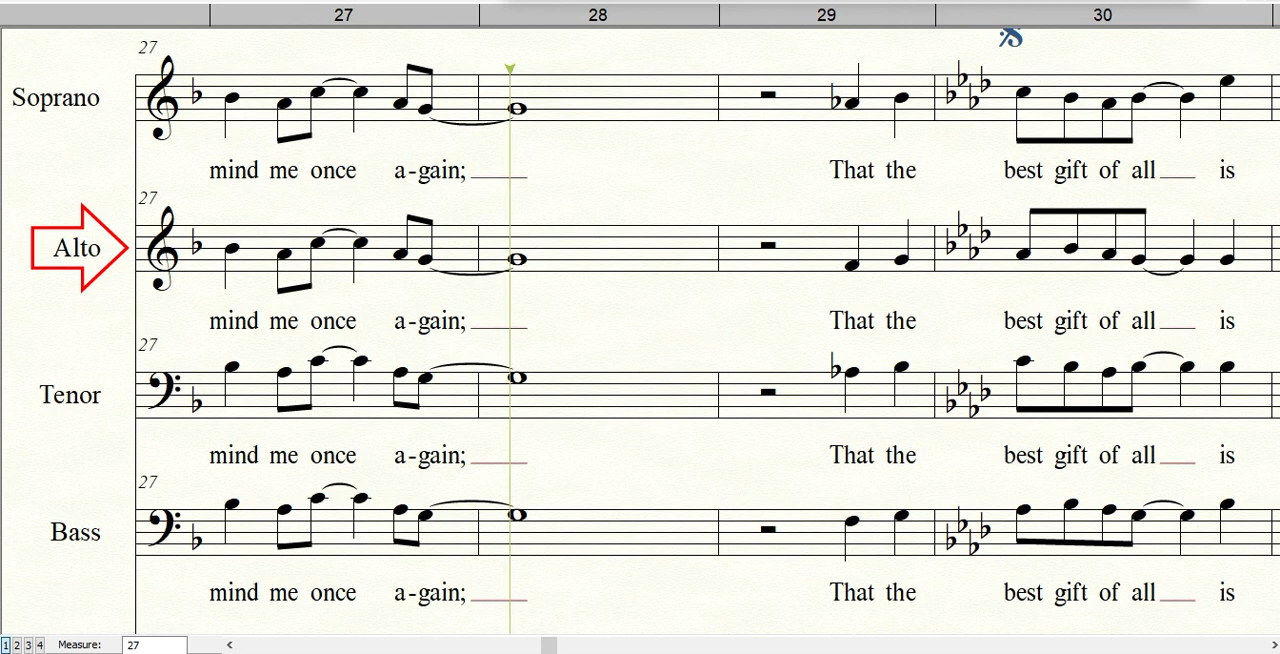 27 28 29 30
27
Soprano
mind me once a-gain; That the best gift of all is
27
Alto
mind me once a-gain; That the best gift of all is
27
Tenor
mind me once a-gain; That the best gift of all is
27
Bass
mind me once a-gain; That the best gift of all is
1 2 3 4 Measure: 27